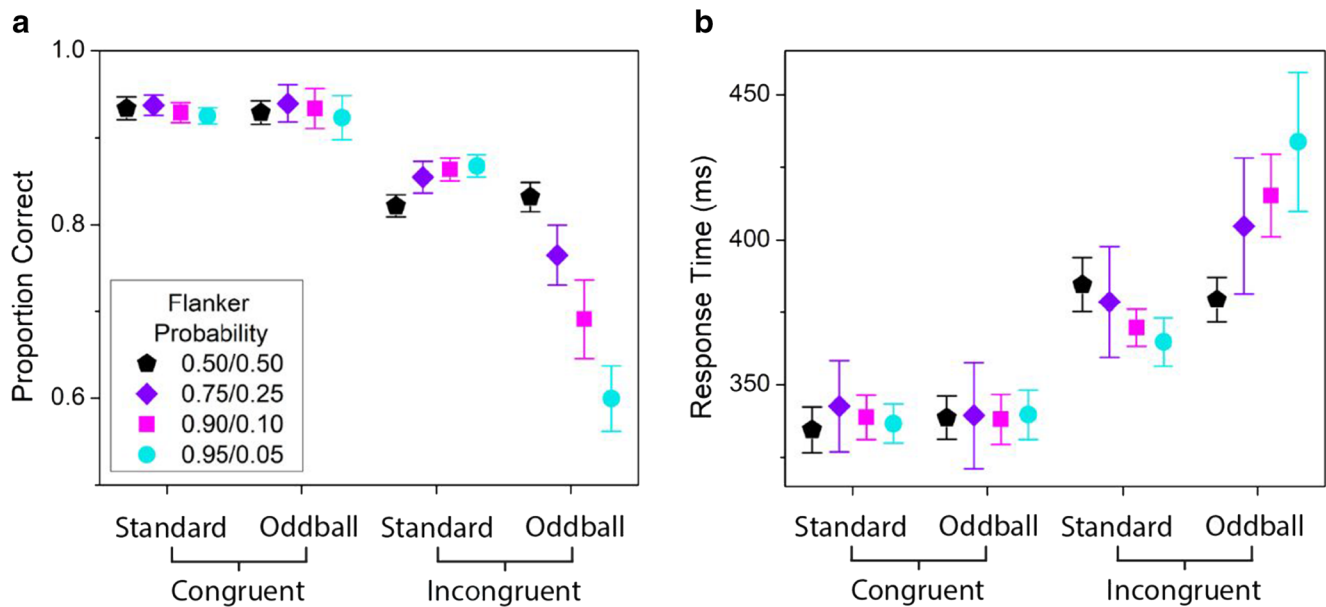 a
1.0
0.8
0.6
Proportion Correct
Flanker
Probability
0.50/0.50
0.75/0.25
0.90/0.10
0.95/0.05
Standard Oddball Standard Oddball
Congruent Incongruent
b
450
400
350
Response Time (ms)
Standard Oddball Standard Oddball
Congruent Incongruent